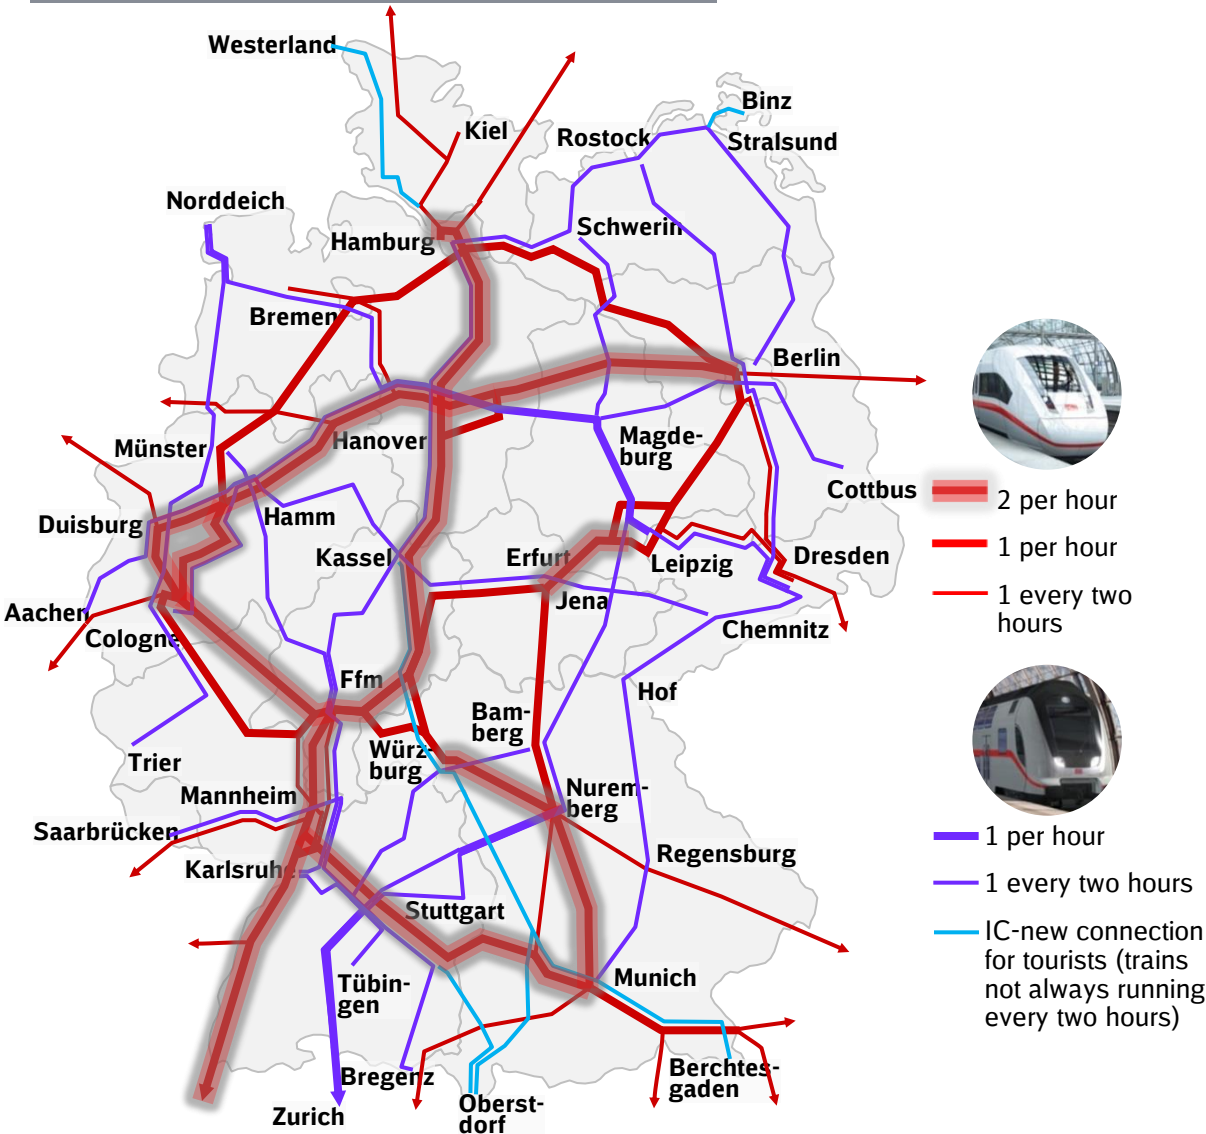 Westerland
Binz
Kiel
Rostock
Stralsund
Norddeich
Schwerin
Hamburg
Bremen
Berlin
Münster
Hanover
Magde-
burg
Cottbus
2 per hour
Duisburg
Hamm
Kassel
Erfurt
Leipzig
Dresden
1 per hour
Jena
Aachen
Cologne
Chemnitz
1 every two
hours
Ffm
Hof
Bam-
berg
Trier
Würz-
burg
Mannheim
Nurem-
berg
Saarbrücken
1 per hour
Karlsruhe
Regensburg
1 every two hours
Stuttgart
IC-new connection
for tourists (trains
not always running
every two hours)
Tübin-
gen
Munich
Bregenz
Berchtes-
gaden
Zurich
Oberst-
dorf